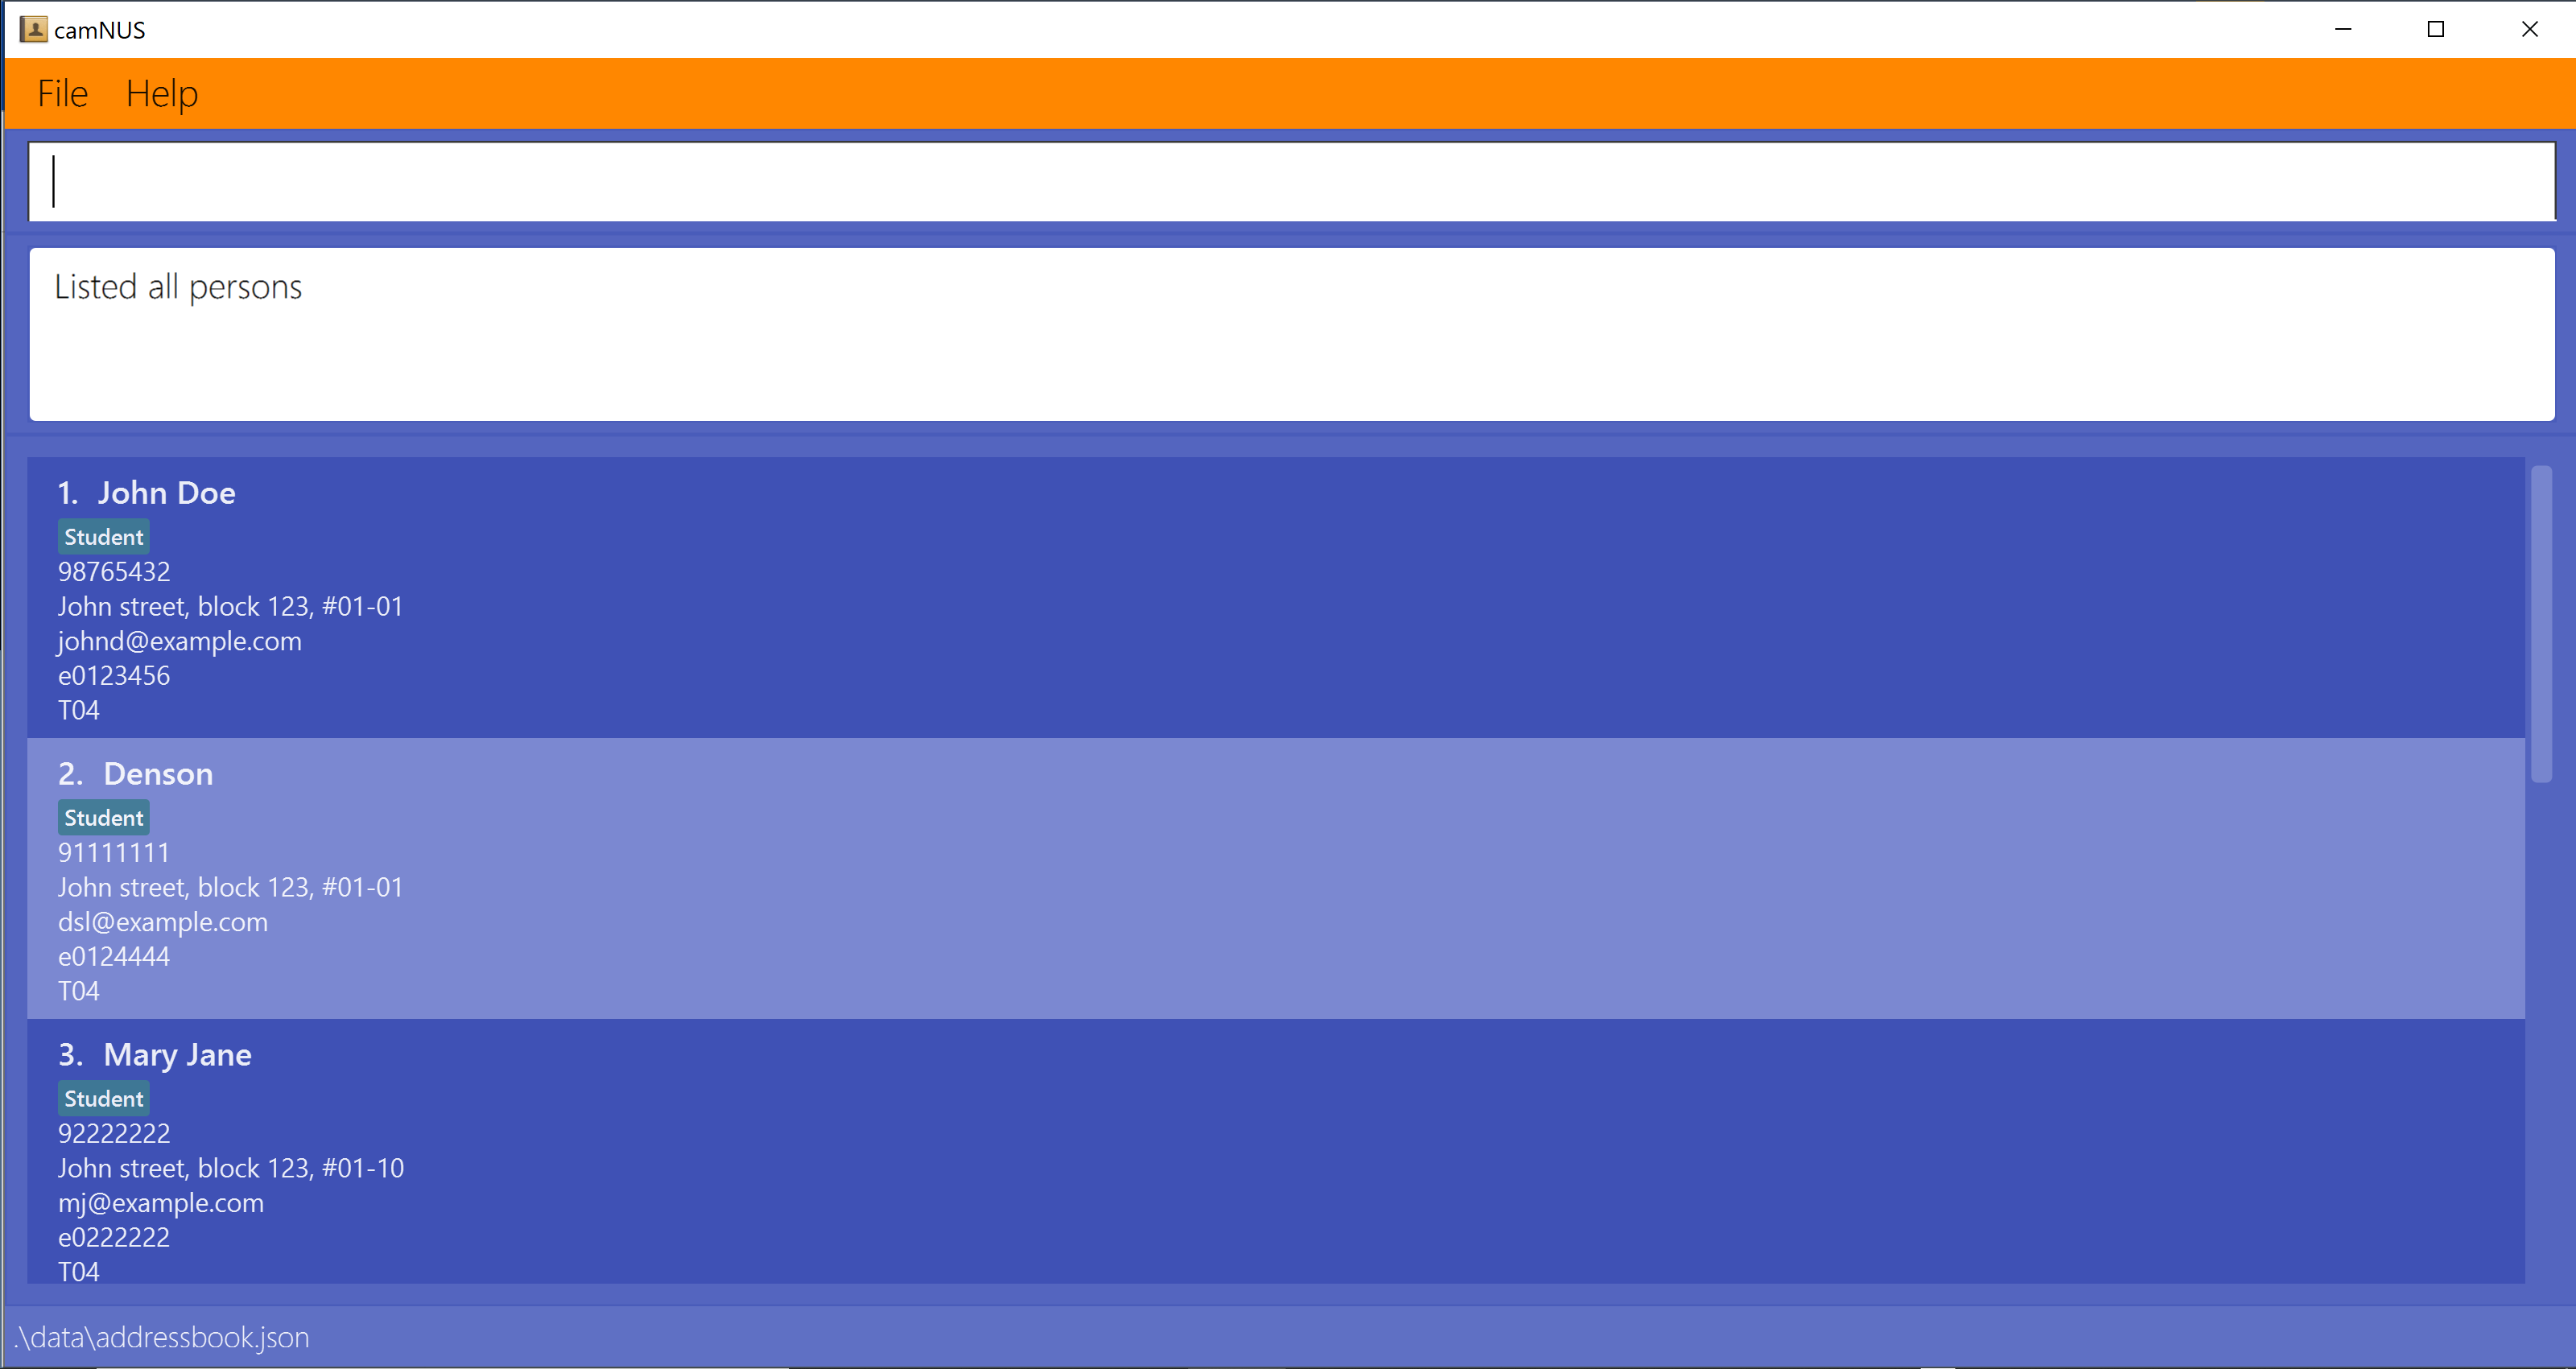 camNUS
File Help
Listed all persons
1. John Doe
Student
98765432
John street, block 123, #01-01
johnd@example.com
e0123456
T04
2. Denson
Student
91111111
John street, block 123, #01-01
dsl@example.com
e0124444
T04
3. Mary Jane
Student
92222222
John street, block 123, #01-10
mj@example.com
e0222222
T04
.\data\addressbook.json